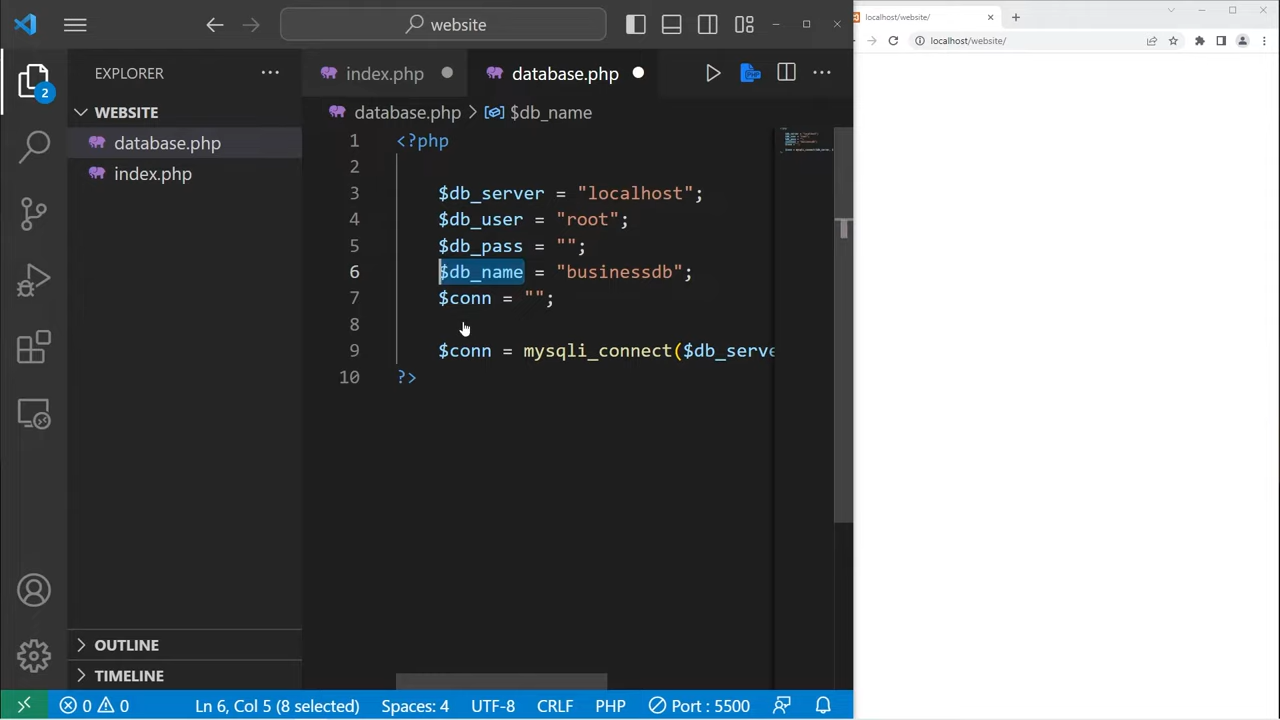 website
localhost/website/
localhost/website/
EXPLORER
index.php
database.php
2
WEBSITE
database.php > $db_name
database.php
index.php
1 <?php
2
3 $db_server = "localhost";
4 $db_user = "root";
5 $db_pass = "";
6 $db_name = "businessdb";
7 $conn = "";
8
9 $conn = mysqli_connect($db_serve
10 ?>
OUTLINE
TIMELINE
0 0 Ln 6, Col 5 (8 selected) Spaces: 4 UTF-8 CRLF PHP Port : 5500